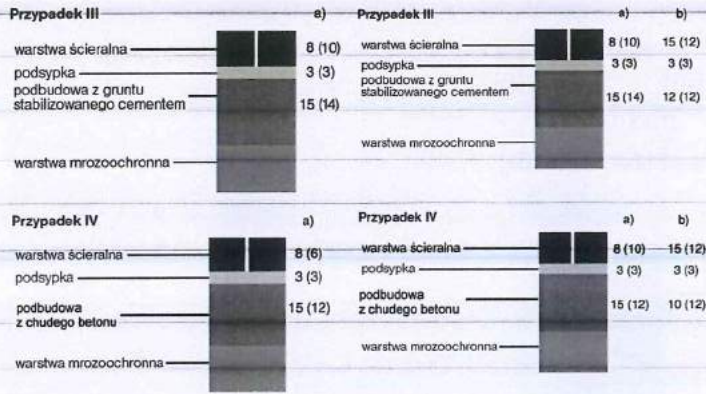 Przypadek III a)
warstwa ścieralna 8 (10)
podsypka 3 (3)
podbudowa z gruntu
stabilizowanego cementem 15 (14)
warstwa mrozoochronna
Przypadek III a) b)
warstwa ścieralna 8 (10) 15 (12)
podsypka 3 (3) 3 (3)
podbudowa z gruntu
stabilizowanego cementem 15 (14) 12 (12)
warstwa mrozoochronna
Przypadek IV a)
warstwa ścieralna 8 (6)
podsypka 3 (3)
podbudowa 15 (12)
z chudego betonu
warstwa mrozoochronna
Przypadek IV a) b)
warstwa ścieralna 8 (10) 15 (12)
podsypka 3 (3) 3 (3)
podbudowa
z chudego betonu 15 (12) 10 (12)
warstwa mrozoochronna